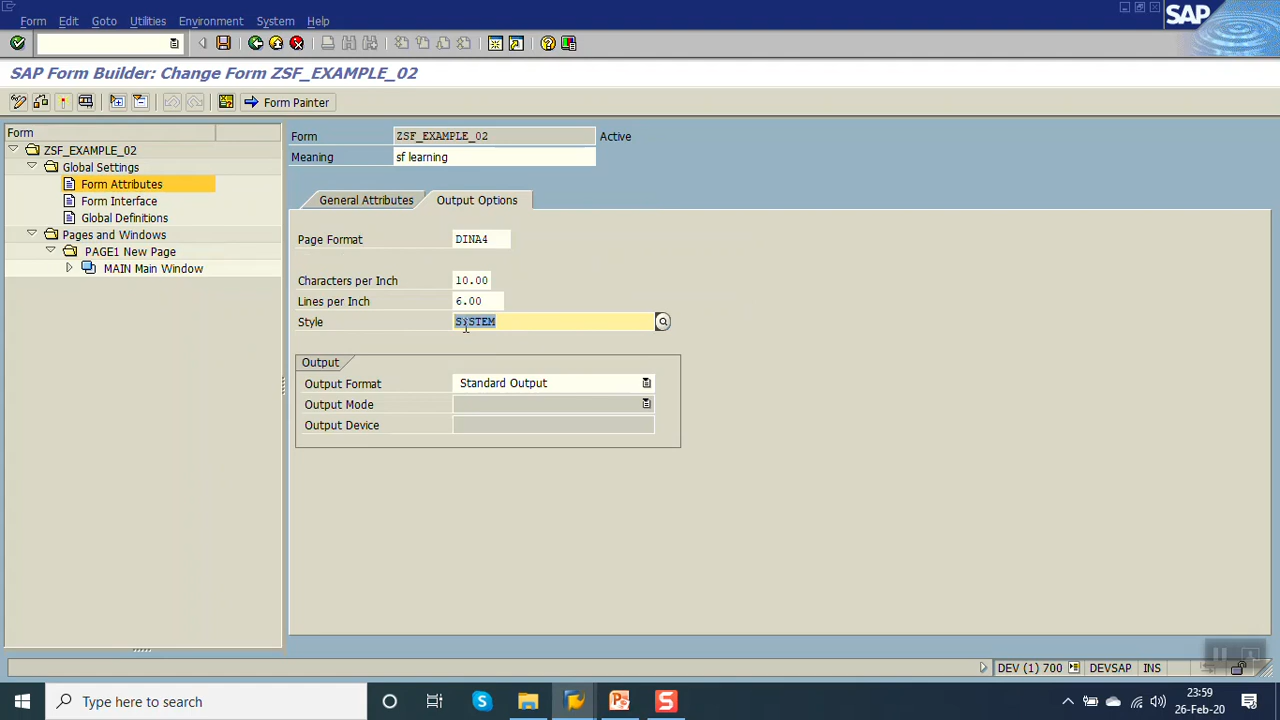 Form Edit Goto Utilities Environment System Help
SAP
SAP Form Builder: Change Form ZSF_EXAMPLE_02
Form Painter
Form
ZSF_EXAMPLE_02
Global Settings
Form Attributes
Form Interface
Global Definitions
Pages and Windows
PAGE1 New Page
MAIN Main Window
Form ZSF_EXAMPLE_02 Active
Meaning sf learning
General Attributes Output Options
Page Format DINA4
Characters per Inch 10.00
Lines per Inch 6.00
Style SYSTEM
Output
Output Format Standard Output
Output Mode
Output Device
DEV (1) 700 DEVSAP INS
Type here to search
23:59
26-Feb-20